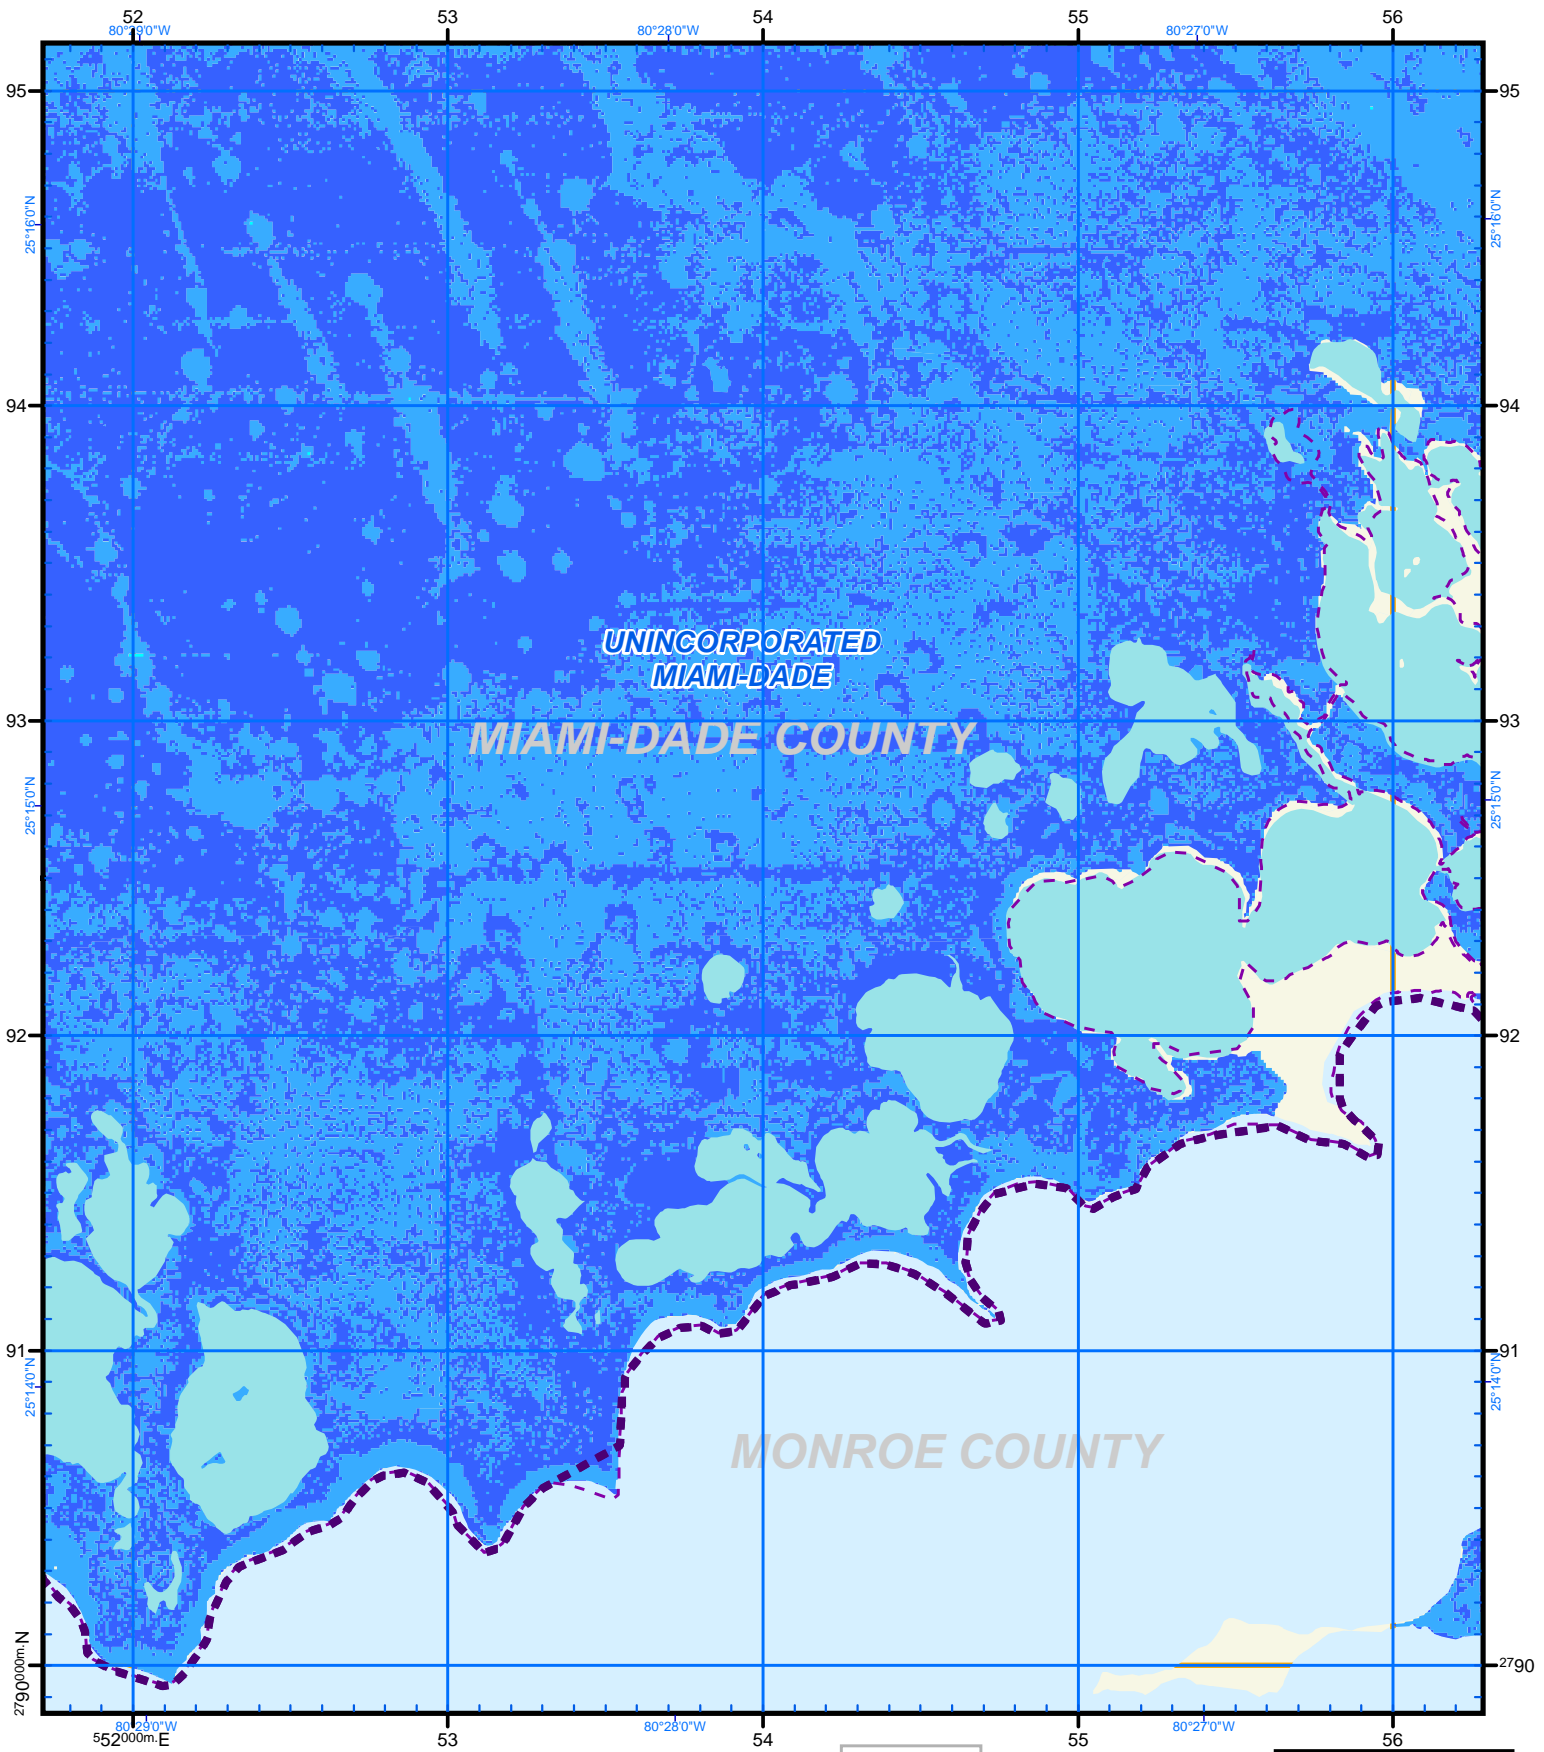 52 53 54 55 56
80°29'0"W 80°28'0"W 80°27'0"W
95 95
25°16'0"N 25°16'0"N
94 94
UNINCORPORATED
MIAMI-DADE
93 93
MIAMI-DADE COUNTY
25°15'0"N 25°15'0"N
92 92
91 91
25°14'0"N 25°14'0"N
MONROE COUNTY
2790000m.N 2790
80°29'0"W 80°28'0"W 80°27'0"W
552000m.E 53 54 55 56